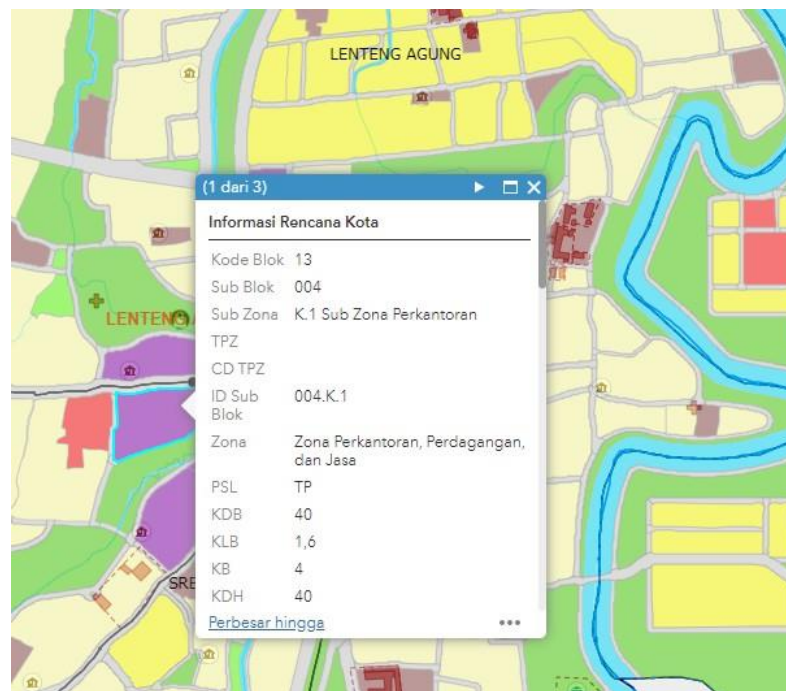 LENTENG AGUNG
(1 dari 3)
Informasi Rencana Kota
Kode Blok 13
Sub Blok 004
Sub Zona K.1 Sub Zona Perkantoran
TPZ
CD TPZ
ID Sub Blok 004.K.1
Zona Zona Perkantoran, Perdagangan,
dan Jasa
PSL TP
KDB 40
KLB 1,6
KB 4
KDH 40
Perbesar hingga
LENTENG